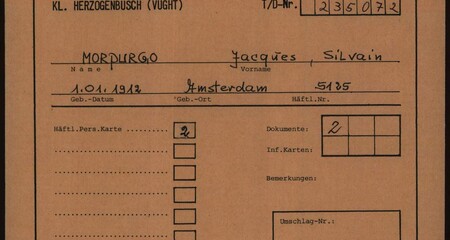 KL. HERZOGENBUSCH (VUGHT) T/D-Nr. 235072
MORPURGO Jacques, Silvain
Name Vorname
1.01.1912 Amsterdam 5135
Geb.-Datum Geb.-Ort Häftl.Nr.
Häftl.Pers.Karte .......... 2 Dokumente: 2
Inf.Karten:
Bemerkungen:
Umschlag-Nr.: